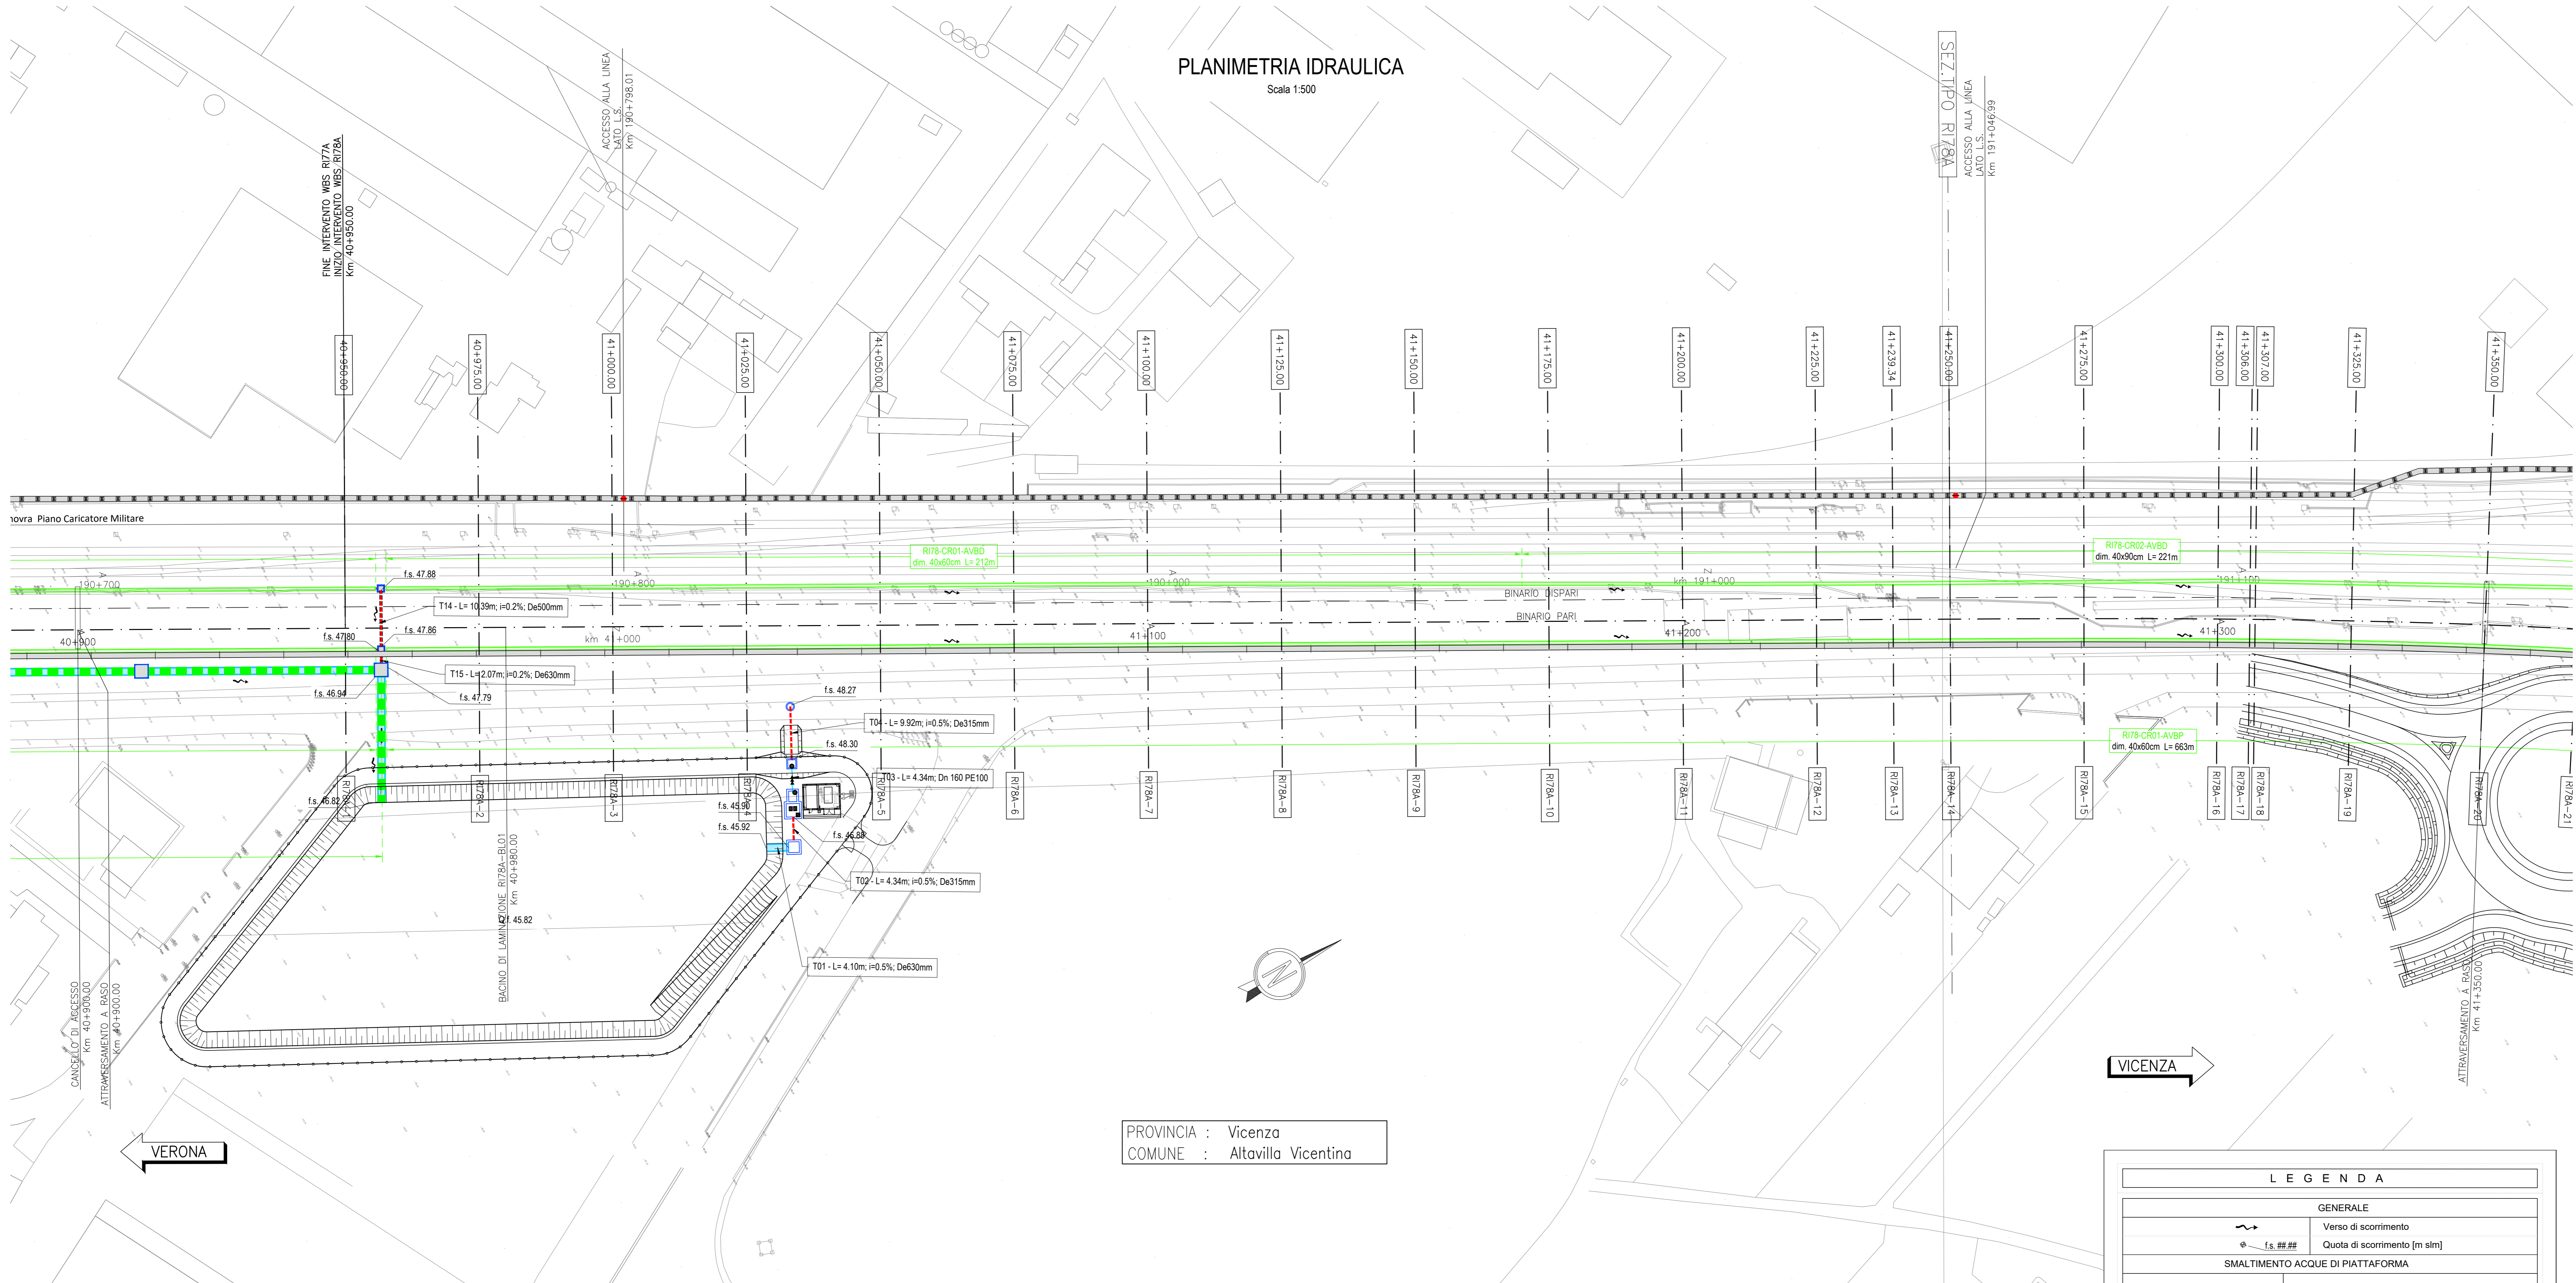 PLANIMETRIA IDRAULICA
Scala 1:500
FINE INTERVENTO WBS RI77A
INIZIO INTERVENTO WBS RI78A
Km 40+950.00
ACCESSO ALLA LINEA
LATO L.S.
Km 190+798.01
SEZ.TIPO RI78A
ACCESSO ALLA LINEA
LATO L.S.
Km 191+046.99
40+950.00
40+975.00
41+000.00
41+025.00
41+050.00
41+075.00
41+100.00
41+125.00
41+150.00
41+175.00
41+200.00
41+225.00
41+239.34
41+250.00
41+275.00
41+300.00
41+306.00
41+307.00
41+325.00
41+350.00
novra Piano Caricatore Militare
RI78-CR01-AVBD
dim. 40x60cm L= 212m
RI78-CR02-AVBD
dim. 40x90cm L= 221m
190+700
f.s. 47.88
190+800
190+900
km 191+000
191+100
BINARIO DISPARI
T14 - L= 10.39m; i=0.2%; De500mm
BINARIO PARI
40+900
f.s. 47.80
f.s. 47.86
km 41+000
41+100
41+200
41+300
T15 - L= 2.07m; i=0.2%; De630mm
f.s. 46.94
f.s. 47.79
f.s. 48.27
T04 - L= 9.92m; i=0.5%; De315mm
f.s. 48.30
RI78-CR01-AVBP
dim. 40x60cm L= 663m
T03 - L= 4.34m; Dn 160 PE100
RI78A-1
RI78A-2
RI78A-3
RI78A-4
RI78A-5
RI78A-6
RI78A-7
RI78A-8
RI78A-9
RI78A-10
RI78A-11
RI78A-12
RI78A-13
RI78A-14
RI78A-15
RI78A-16
RI78A-17
RI78A-18
RI78A-19
RI78A-20
RI78A-21
f.s. 46.82
f.s. 45.90
f.s. 45.92
f.s. 45.88
T02 - L= 4.34m; i=0.5%; De315mm
BACINO DI LAMINAZIONE RI78A-BL01
Km 40+980.00
Q.f. 45.82
T01 - L= 4.10m; i=0.5%; De630mm
CANCELLO DI ACCESSO
Km 40+900.00
ATTRAVERSAMENTO A RASO
Km 40+900.00
N
ATTRAVERSAMENTO A RASO
Km 41+350.00
VICENZA
VERONA
PROVINCIA : Vicenza
COMUNE : Altavilla Vicentina
LEGENDA
GENERALE
Verso di scorrimento
f.s. ##.## Quota di scorrimento [m slm]
SMALTIMENTO ACQUE DI PIATTAFORMA